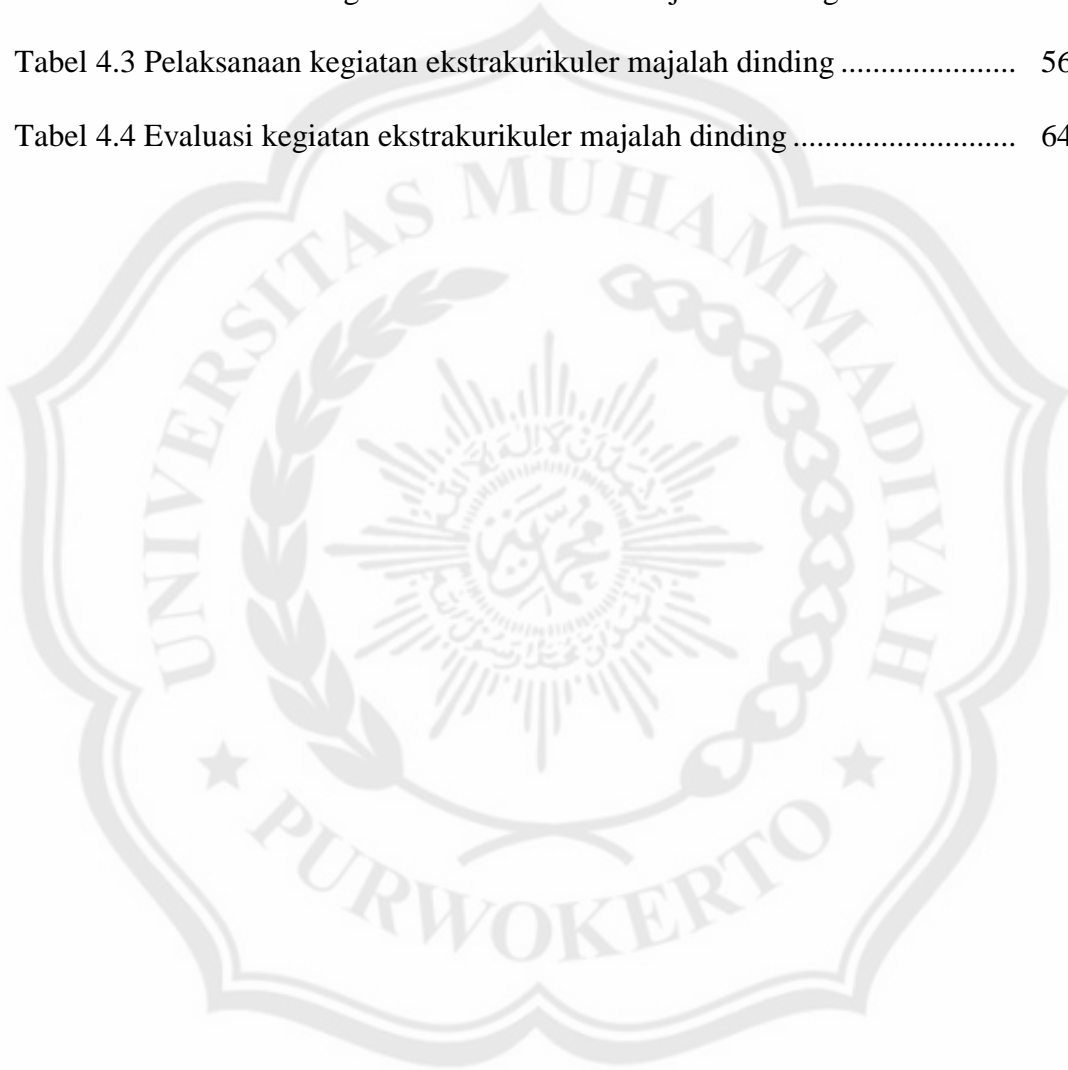 Tabel 4.3 Pelaksanaan kegiatan ekstrakurikuler majalah dinding ...................... 56
Tabel 4.4 Evaluasi kegiatan ekstrakurikuler majalah dinding ............................ 64
UNIVERSITAS MUHAMMADIYAH
PURWOKERTO